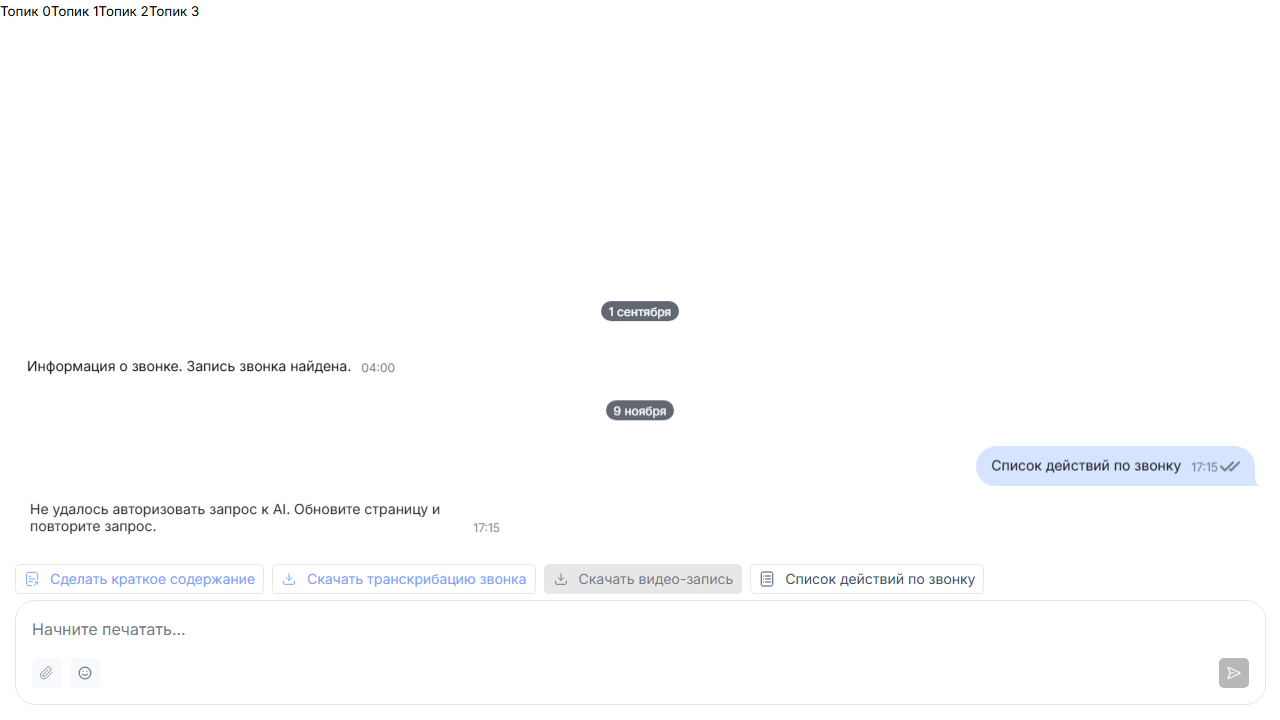 Топик 0Топик 1Топик 2Топик 3
1 сентября
Информация о звонке. Запись звонка найдена. 04:00
9 ноября
Список действий по звонку 17:15
Не удалось авторизовать запрос к AI. Обновите страницу и
повторите запрос. 17:15
Сделать краткое содержание Скачать транскрибацию звонка Скачать видео-запись Список действий по звонку
Начните печатать...